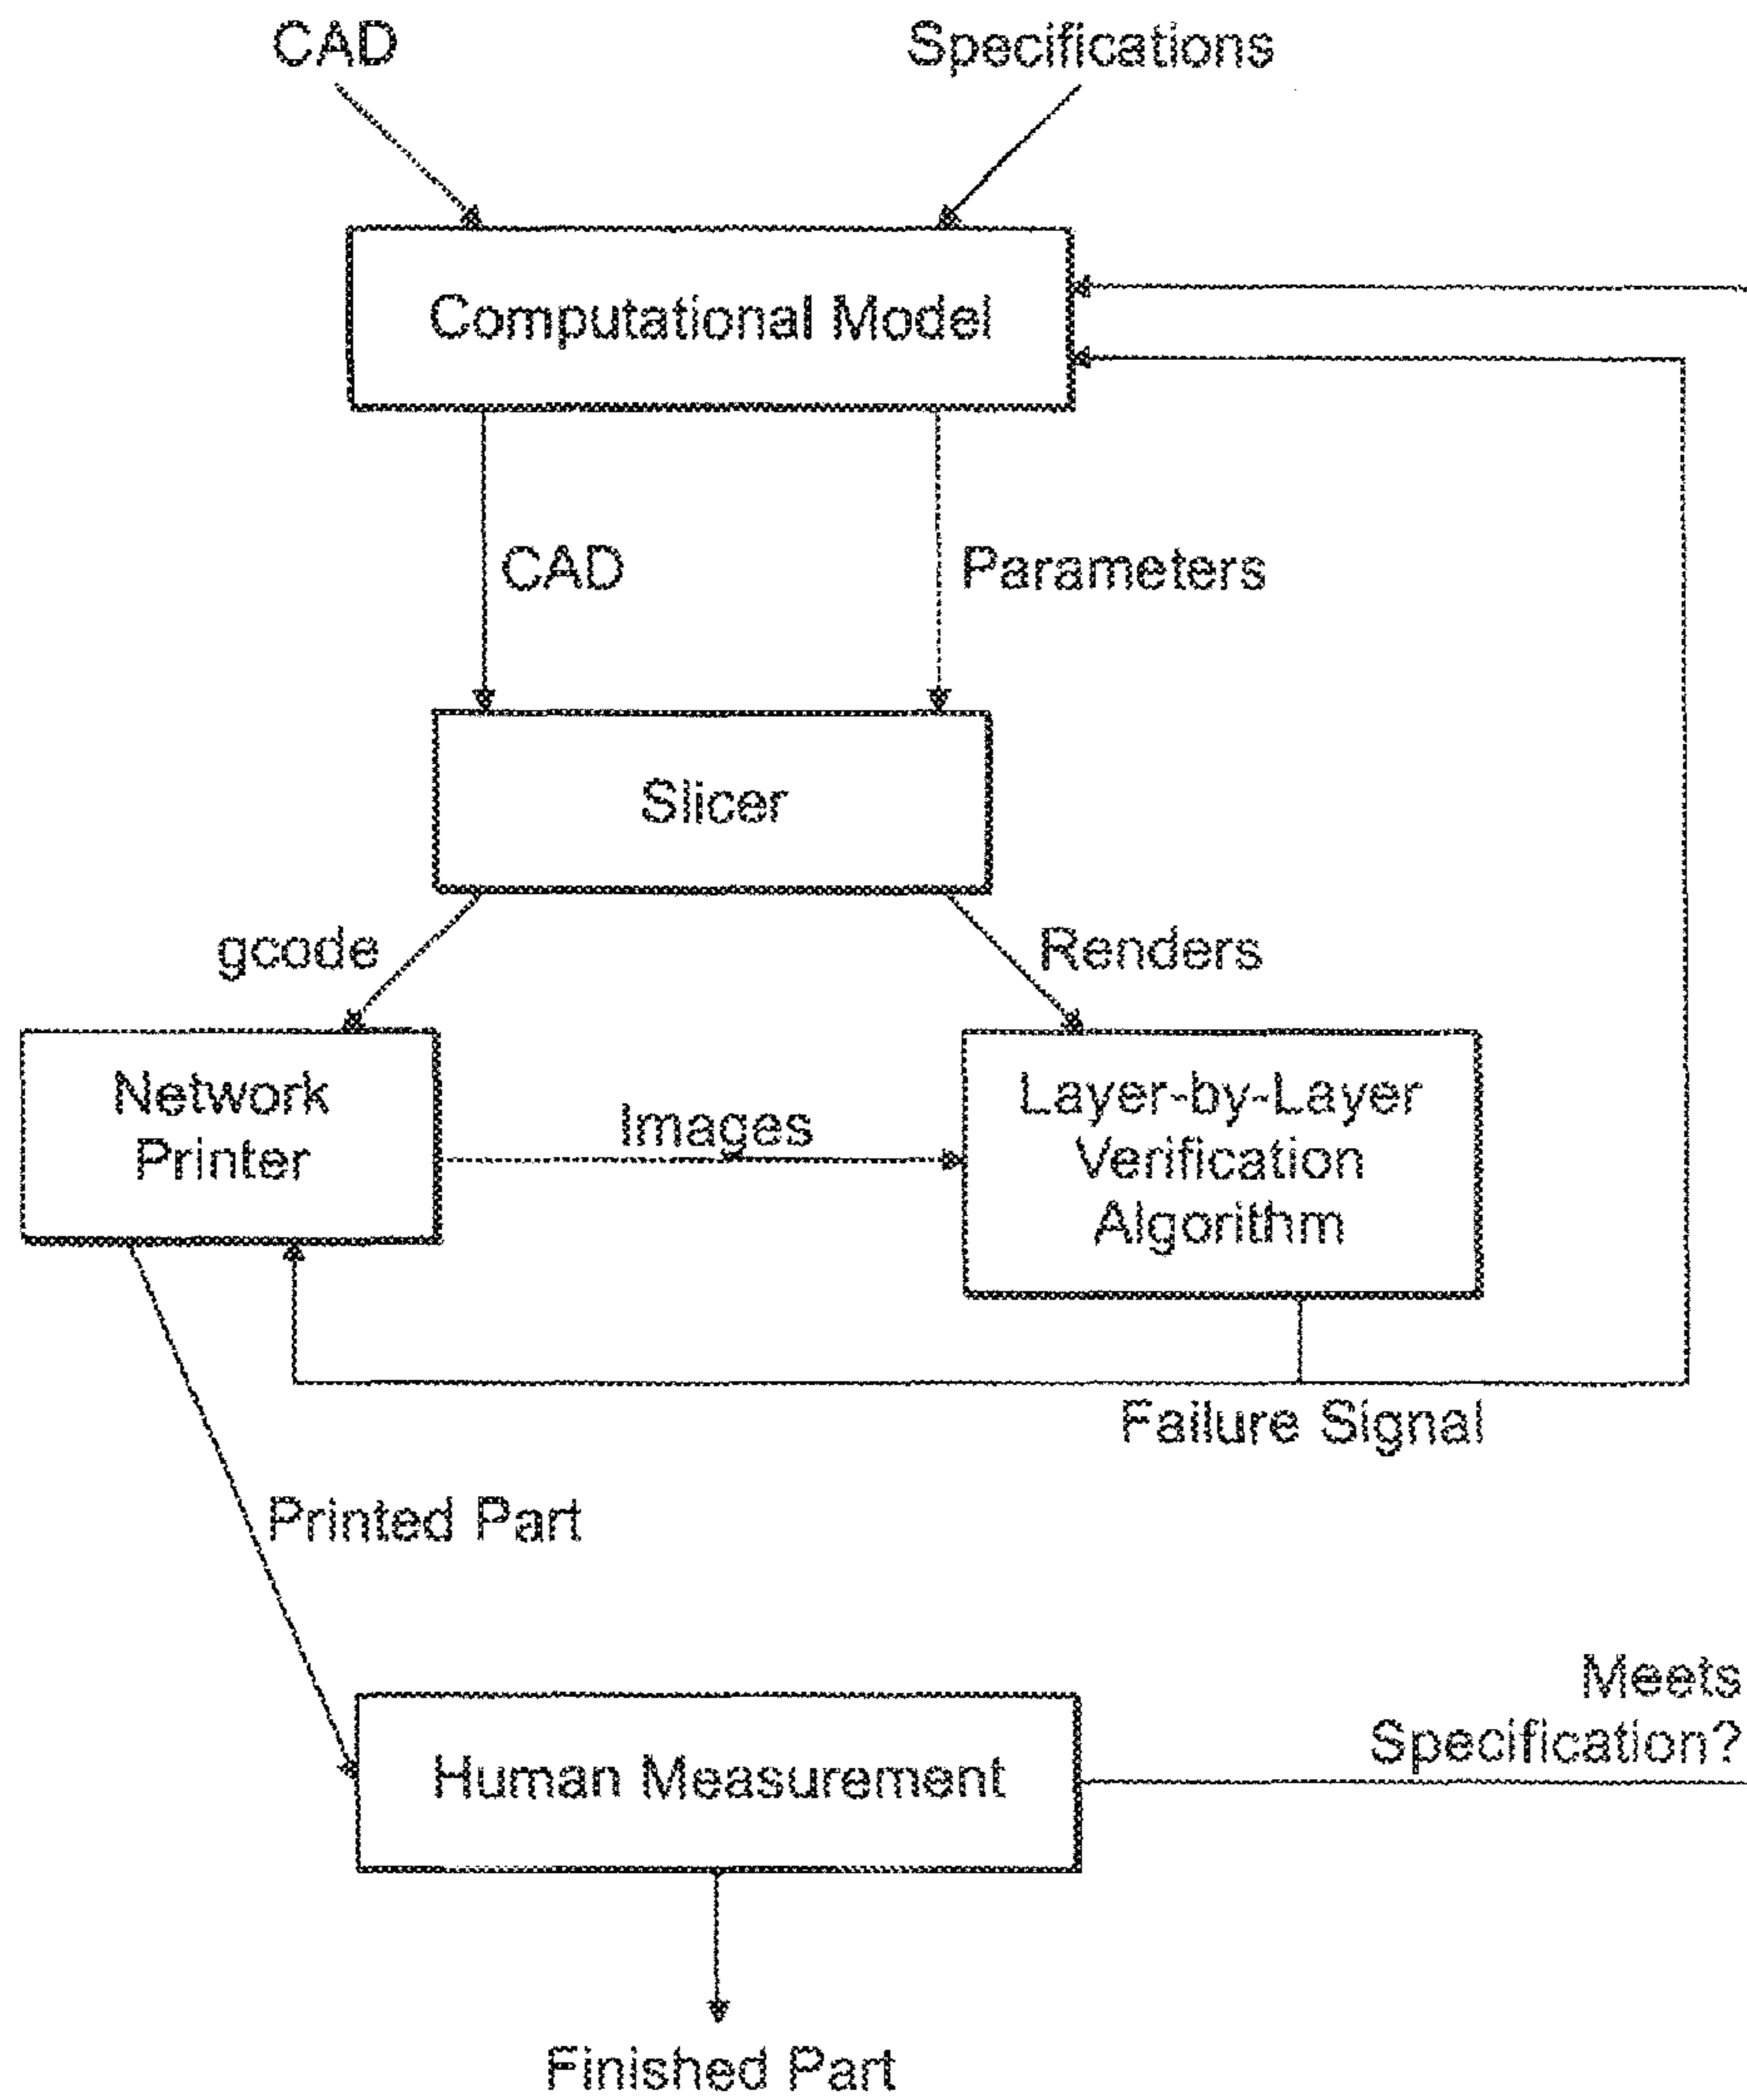 CAD
Specifications
Computational Model
CAD
Parameters
Slicer
gcode
Renders
Network
Printer
Images
Layer-by-Layer
Verification
Algorithm
Failure Signal
Printed Part
Meets
Specification?
Human Measurement
Finished Part